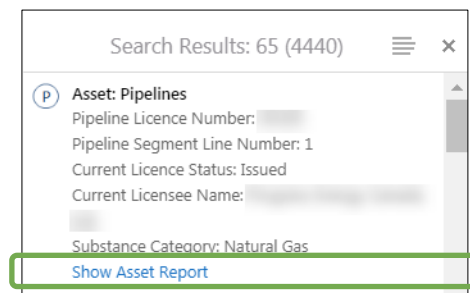 Search Results: 65 (4440)
P Asset: Pipelines
Pipeline Licence Number:
Pipeline Segment Line Number: 1
Current Licence Status: Issued
Current Licensee Name:
Substance Category: Natural Gas
Show Asset Report